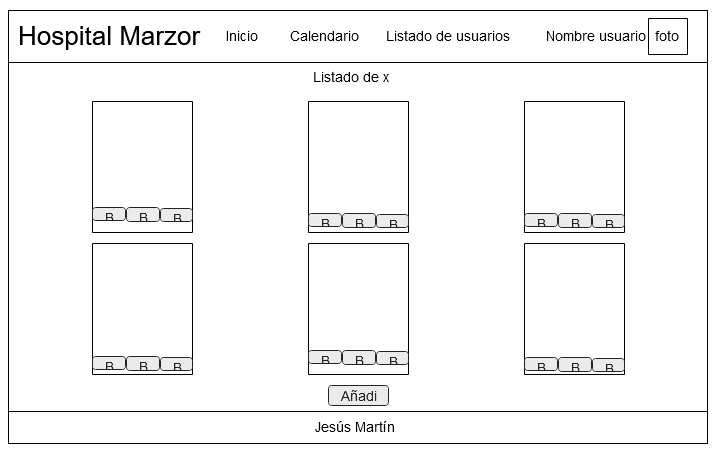 Hospital Marzor Inicio Calendario Listado de usuarios Nombre usuario foto
Listado de x
B B B B B B B B B
B B B B B B B B B
Añadi
Jesús Martín